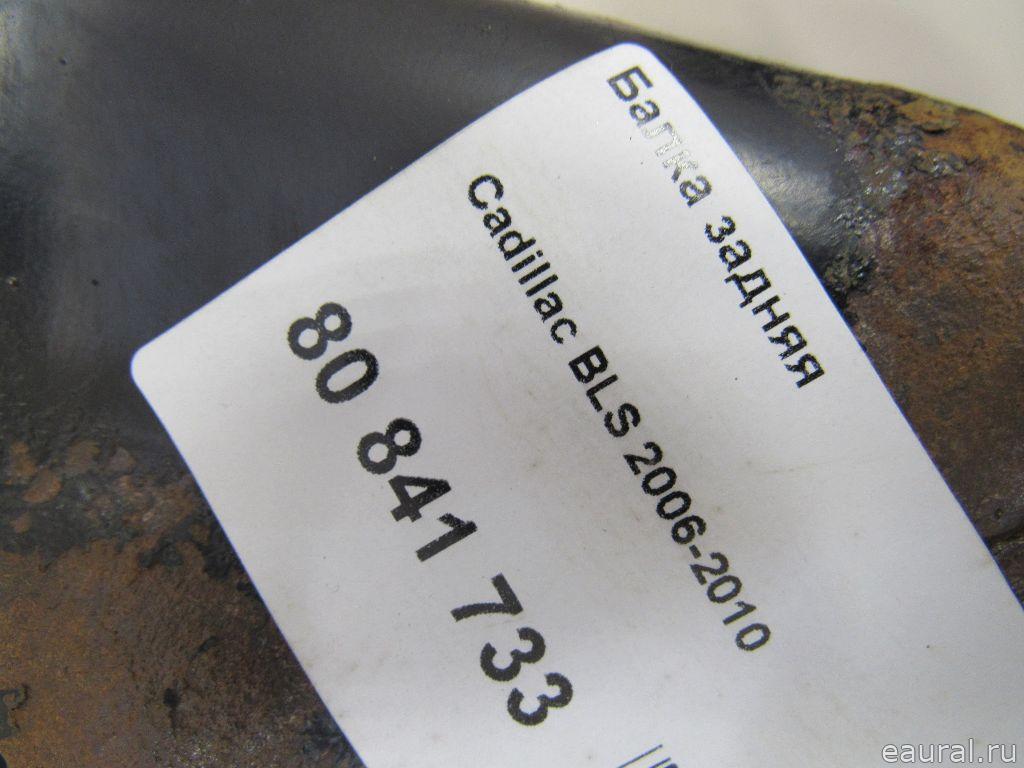 Балка задняя
Cadillac BLS 2006-2010
80 841 733
eaural.ru